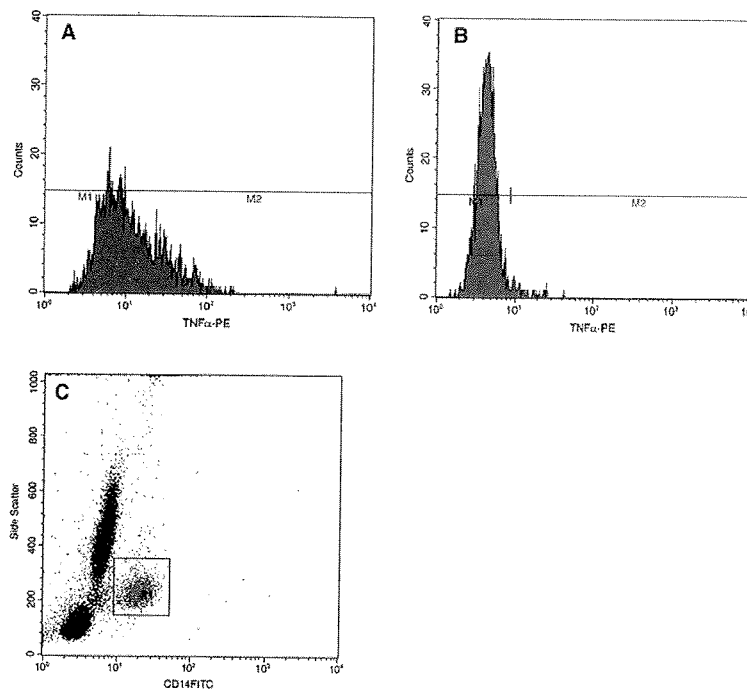 A
40
30
20
10
0
Counts
M1
M2
10⁰ 10¹ 10² 10³ 10⁴
TNFα-PE
B
40
30
20
10
0
Counts
M1
M2
10⁰ 10¹ 10² 10³
TNFα-PE
C
1000
800
600
400
200
0
Side Scatter
10⁰ 10¹ 10² 10³ 10⁴
CD14FITC